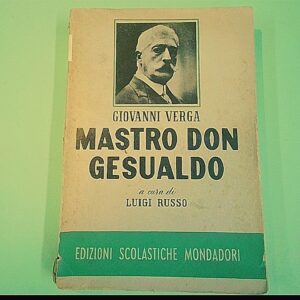 GIOVANNI VERGA
MASTRO DON
GESUALDO
a cura di
LUIGI RUSSO
EDIZIONI SCOLASTICHE MONDADORI